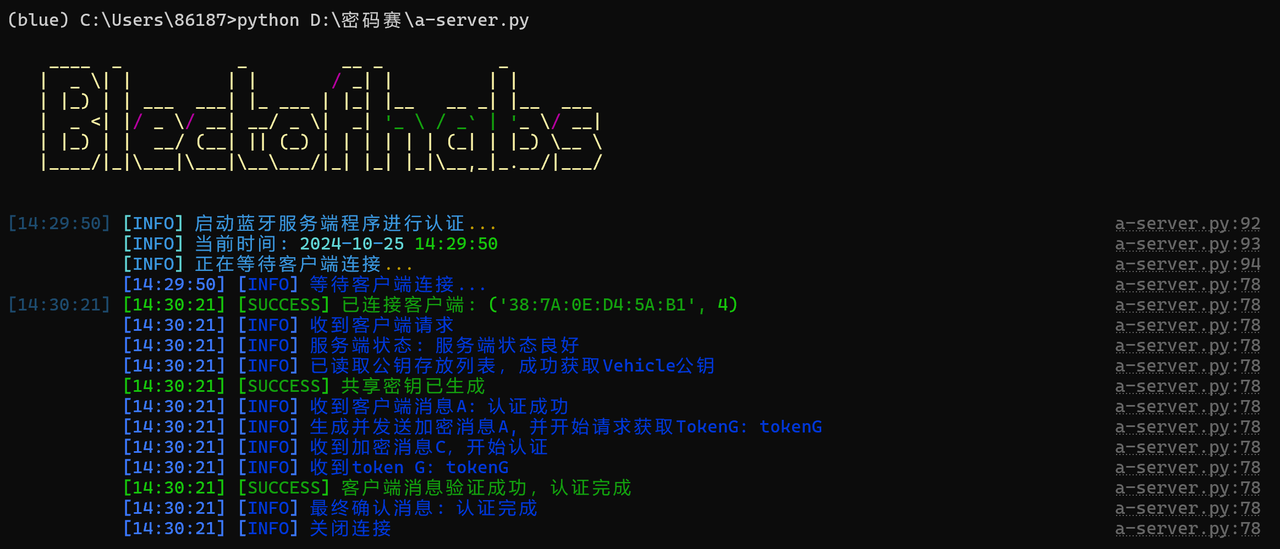 (blue) C:\Users\86187>python D:\密码赛\a-server.py
Blectofihabs
[14:29:50] [INFO] 启动蓝牙服务端程序进行认证... a-server.py:92
[INFO] 当前时间: 2024-10-25 14:29:50 a-server.py:93
[INFO] 正在等待客户端连接... a-server.py:94
[14:29:50] [INFO] 等待客户端连接... a-server.py:78
[14:30:21] [14:30:21] [SUCCESS] 已连接客户端: ('38:7A:0E:D4:5A:B1', 4) a-server.py:78
[14:30:21] [INFO] 收到客户端请求 a-server.py:78
[14:30:21] [INFO] 服务端状态: 服务端状态良好 a-server.py:78
[14:30:21] [INFO] 已读取公钥存放列表, 成功获取Vehicle公钥 a-server.py:78
[14:30:21] [SUCCESS] 共享密钥已生成 a-server.py:78
[14:30:21] [INFO] 收到客户端消息A: 认证成功 a-server.py:78
[14:30:21] [INFO] 生成并发送加密消息A, 并开始请求获取TokenG: tokenG a-server.py:78
[14:30:21] [INFO] 收到加密消息C, 开始认证 a-server.py:78
[14:30:21] [INFO] 收到token G: tokenG a-server.py:78
[14:30:21] [SUCCESS] 客户端消息验证成功, 认证完成 a-server.py:78
[14:30:21] [INFO] 最终确认消息: 认证完成 a-server.py:78
[14:30:21] [INFO] 关闭连接 a-server.py:78